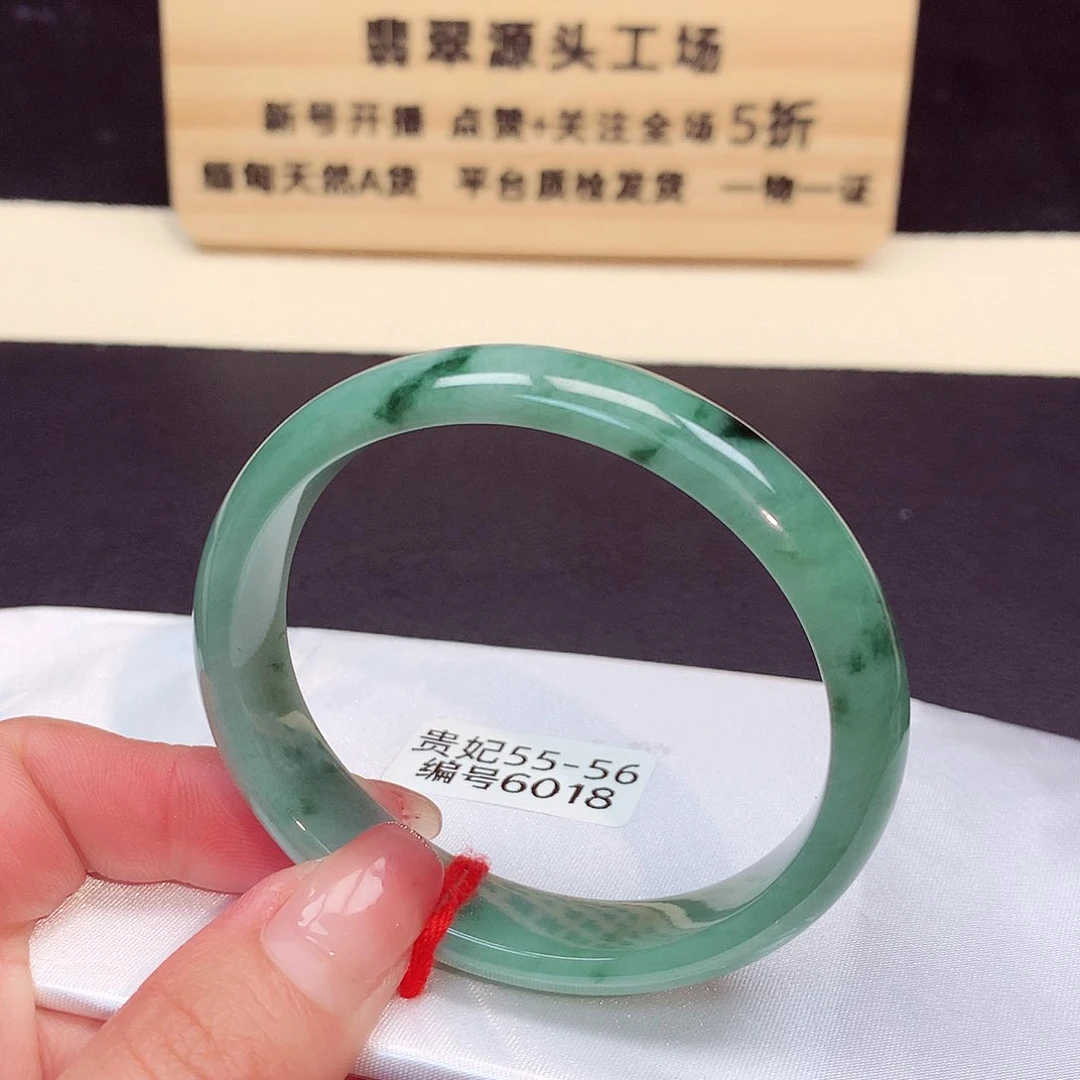 翡翠源头工场
新号开播 点赞+关注全场5折
缅甸天然A货 平台质检发货 一物一证
贵妃55-56
编号6018